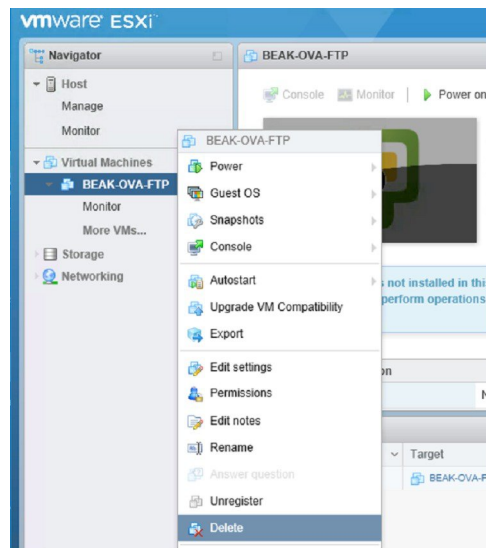 vmware ESXi
Navigator
BEAK-OVA-FTP
Host
Manage
Monitor
Console
Monitor
Power on
BEAK-OVA-FTP
Virtual Machines
BEAK-OVA-FTP
Monitor
More VMs...
Storage
Networking
Power
Guest OS
Snapshots
Console
Autostart
Upgrade VM Compatibility
Export
Edit settings
Permissions
Edit notes
Rename
Answer question
Unregister
Delete
not installed in thi
perform operations
on
Target
BEAK-OVA-F